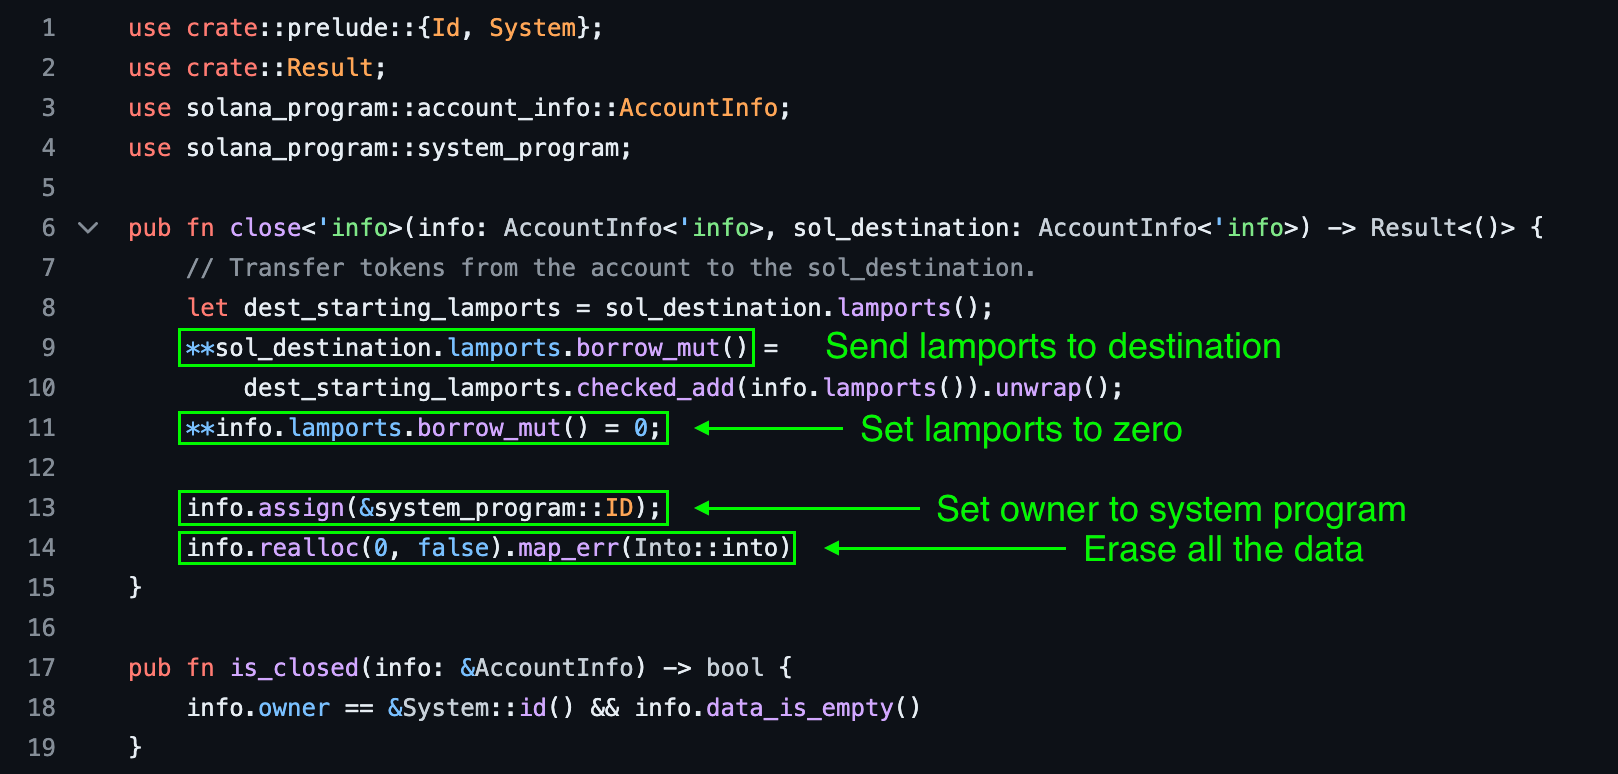 1 use crate::prelude::{Id, System};
2 use crate::Result;
3 use solana_program::account_info::AccountInfo;
4 use solana_program::system_program;
5
6 pub fn close<'info>(info: AccountInfo<'info>, sol_destination: AccountInfo<'info>) -> Result<()> {
7 // Transfer tokens from the account to the sol_destination.
8 let dest_starting_lamports = sol_destination.lamports();
9 **sol_destination.lamports.borrow_mut() = Send lamports to destination
10 dest_starting_lamports.checked_add(info.lamports()).unwrap();
11 **info.lamports.borrow_mut() = 0; Set lamports to zero
12
13 info.assign(&system_program::ID); Set owner to system program
14 info.realloc(0, false).map_err(Into::into) Erase all the data
15 }
16
17 pub fn is_closed(info: &AccountInfo) -> bool {
18 info.owner == &System::id() && info.data_is_empty()
19 }